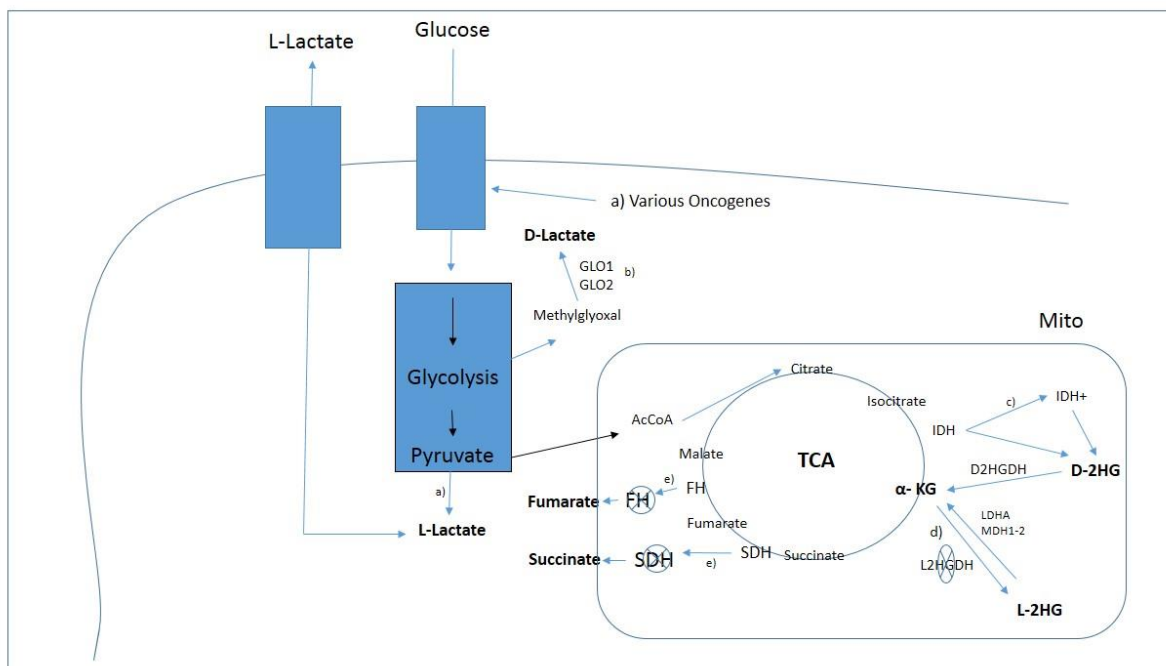 L-Lactate
Glucose
a) Various Oncogenes
D-Lactate
GLO1
GLO2
b)
Methylglyoxal
Glycolysis
Pyruvate
a)
L-Lactate
Mito
Citrate
Isocitrate
AcCoA
c)
IDH+
IDH
Malate
TCA
D2HGDH
D-2HG
α- KG
e)
FH
FH
Fumarate
Fumarate
LDHA
MDH1-2
d)
L2HGDH
Succinate
SDH
e)
SDH
Succinate
L-2HG